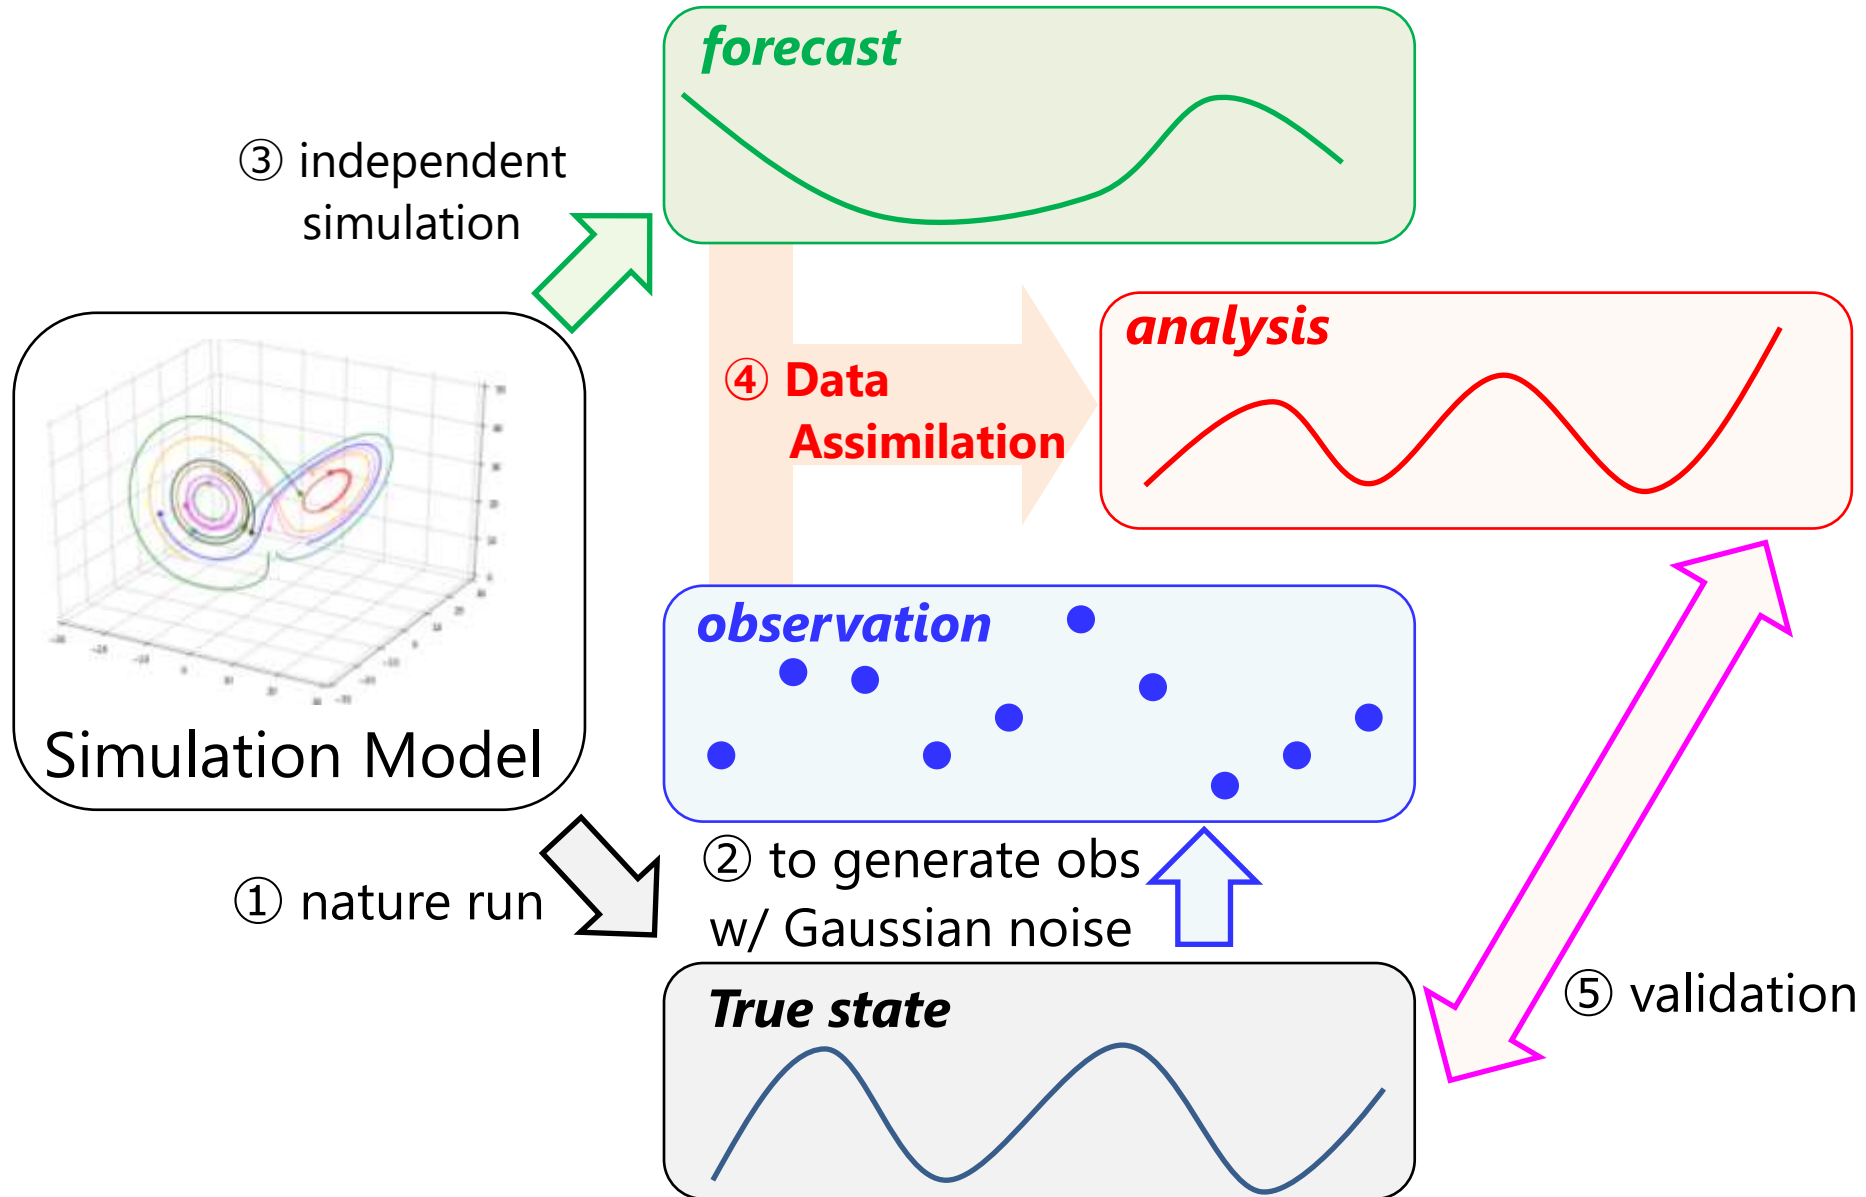 forecast
③ independent
simulation
analysis
④ Data
Assimilation
observation
Simulation Model
② to generate obs
w/ Gaussian noise
① nature run
True state
⑤ validation